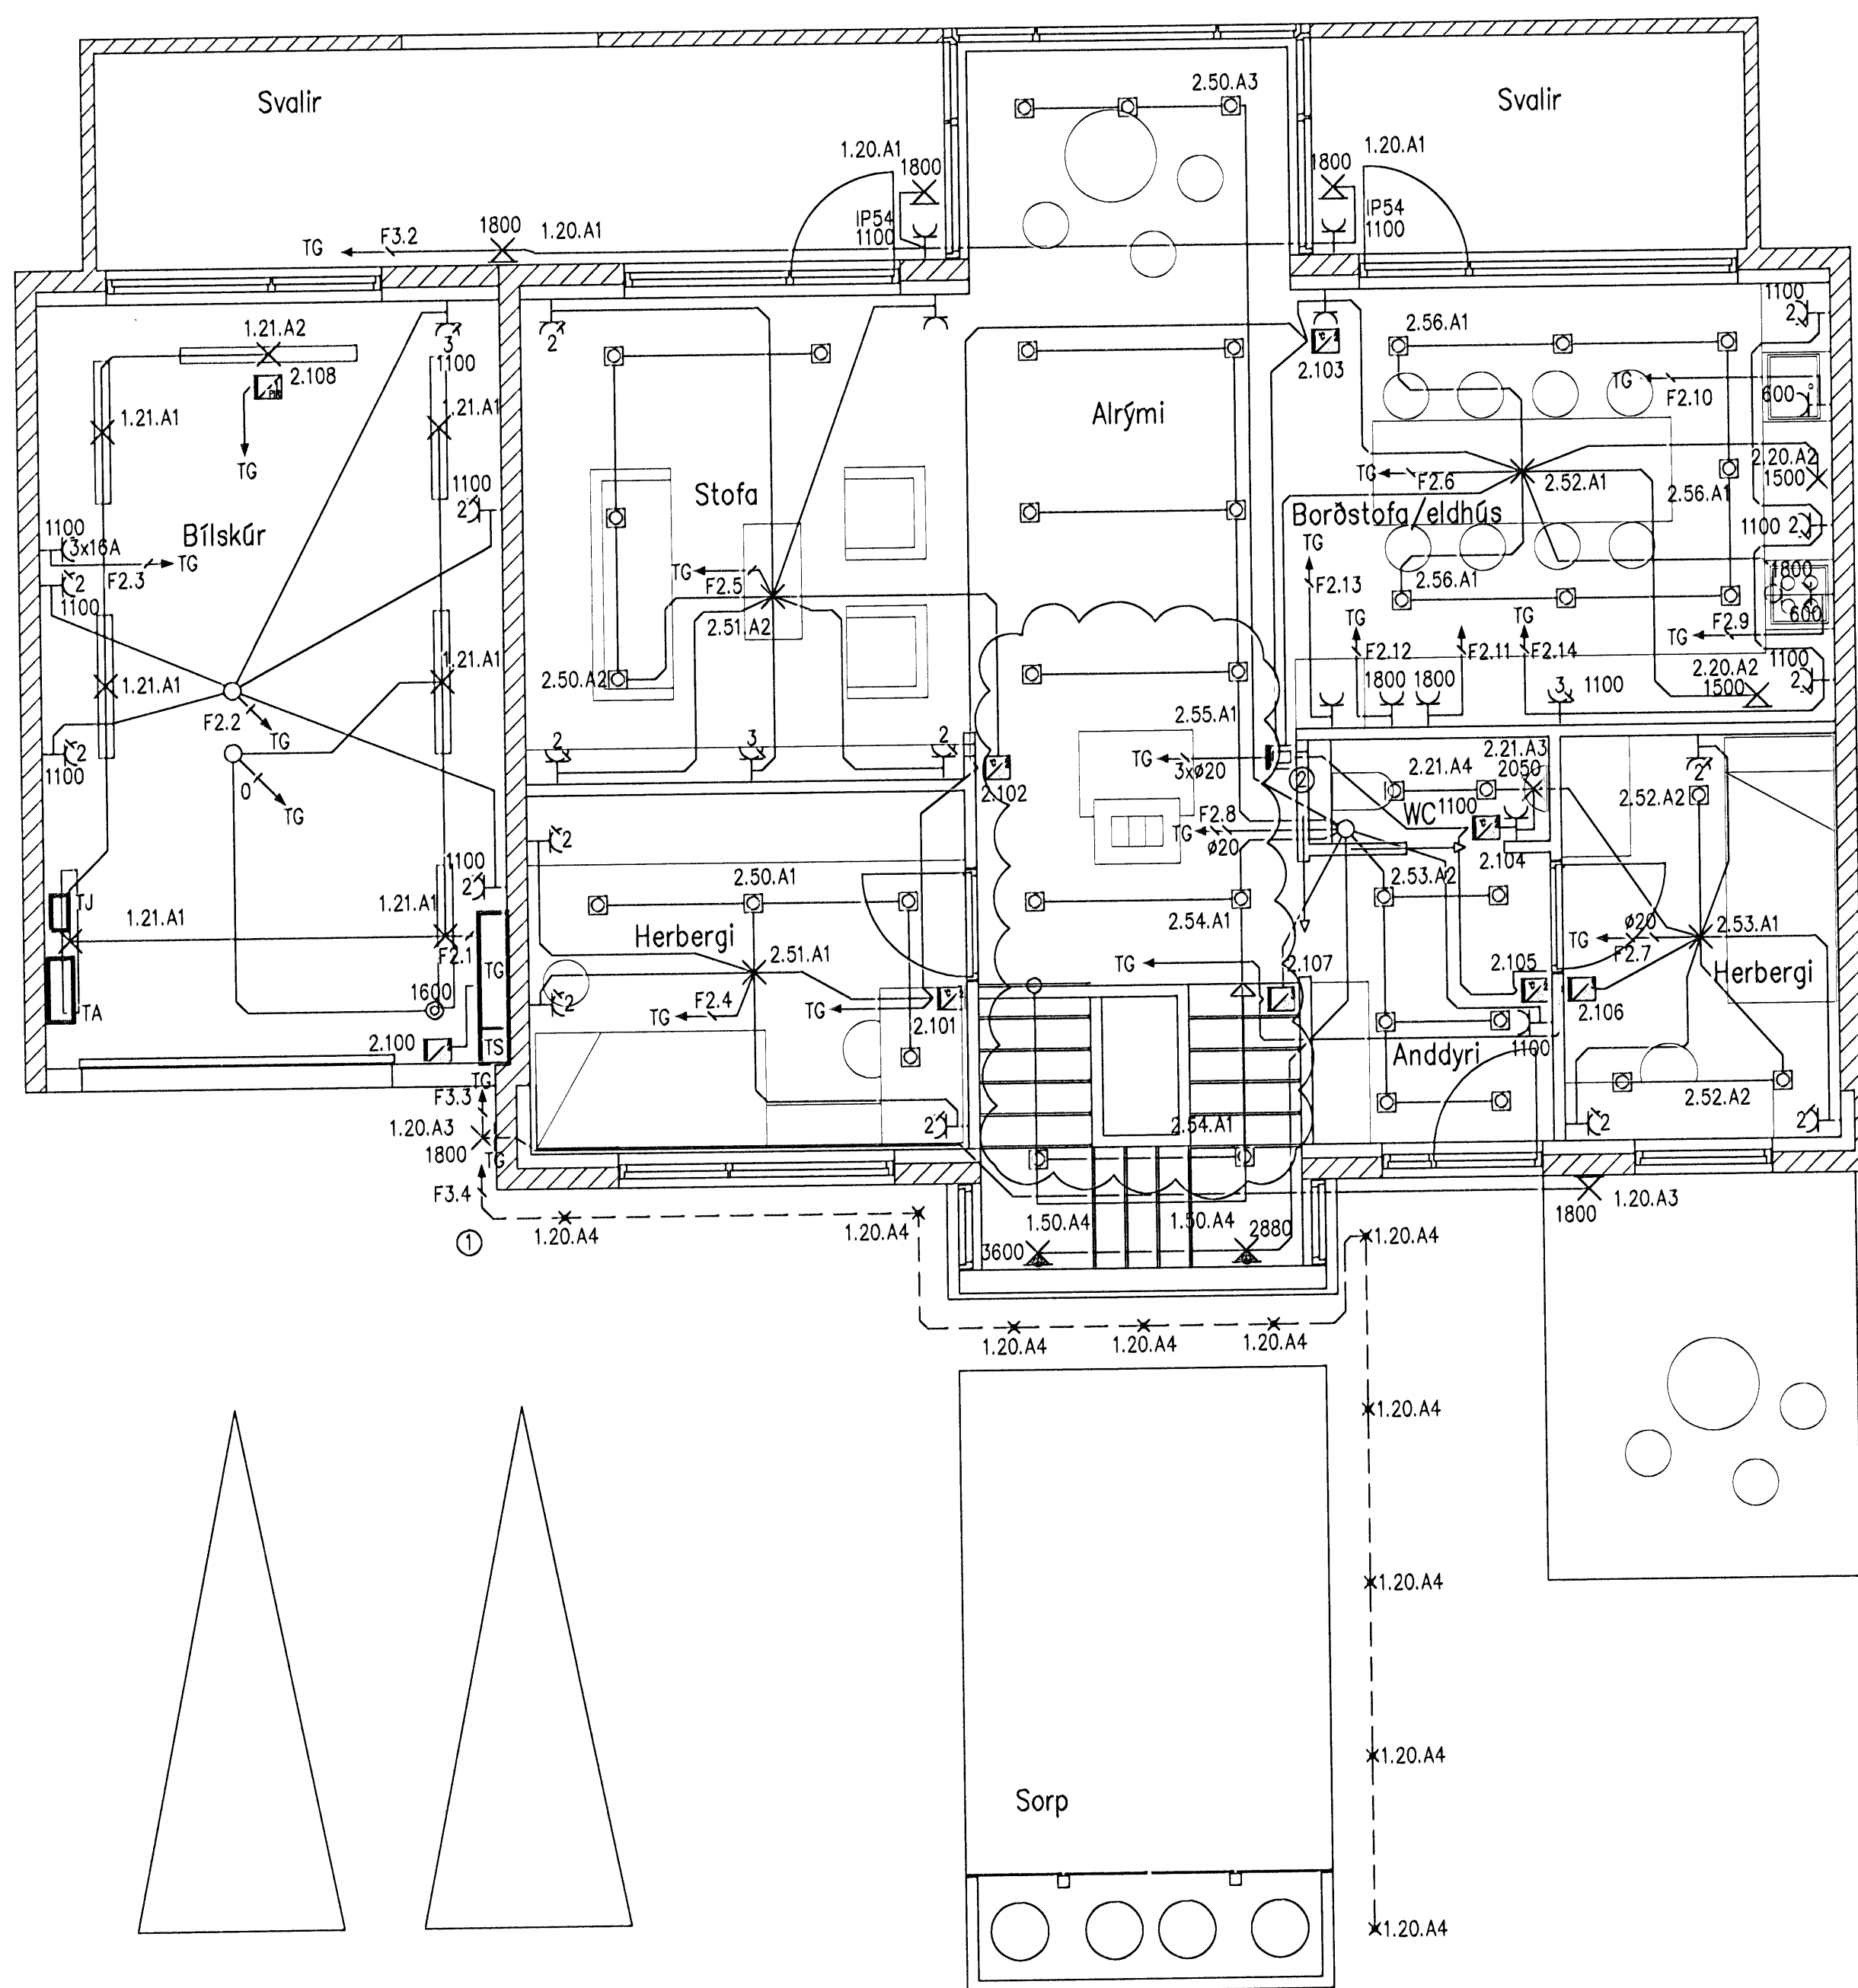 Svalir
2.50.A3
Svalir
1.20.A1
1800
1800
1.20.A1
IP54
1100
IP54
1100
TG
F3.2
1800
1.20.A1
1.21.A2
2.108
PIR
3
1100
2
2
2.103
2.56.A1
1100
2
TG
F2.10
600
1.21.A1
1.21.A1
TG
Alrými
Stofa
1100
2
TG
F2.6
2.52.A1
2.56.A1
2.20.A2
1500
Bílskúr
1100
3x16A
F2.3
TG
2
1100
Borðstofa/eldhús
1100
2
TG
F2.5
2.51.A2
TG
F2.13
2.56.A1
1800
600
TG
F2.9
TG
F2.12
F2.11
TG
F2.14
1.21.A1
1.21.A1
2.50.A2
F2.2
TG
1800
1800
3
1100
2.20.A2
1500
1100
2
2.55.A1
2
1100
O
TG
2
3
2
2.102
TG
3xø20
2
2.21.A3
2050
2.21.A4
WC
1100
2.104
2
2.52.A2
TG
F2.8
ø20
2
1100
2
TJ
1.21.A1
1.21.A1
F2.1
TG
2.50.A1
Herbergi
2.51.A1
2.53.A2
2.54.A1
TG
ø20
F2.7
2.53.A1
Herbergi
TA
1600
2.100
TS
2
TG
F2.4
TG
2.101
TG
2.107
2.105
2.106
1100
Anddyri
TG
F3.3
1.20.A3
1800
TG
F3.4
2
2.54.A1
2.52.A2
2
2
1
1.20.A4
1.20.A4
1.50.A4
1.50.A4
3600
2880
1800
1.20.A3
1.20.A4
1.20.A4
1.20.A4
1.20.A4
1.20.A4
1.20.A4
1.20.A4
Sorp
1.20.A4